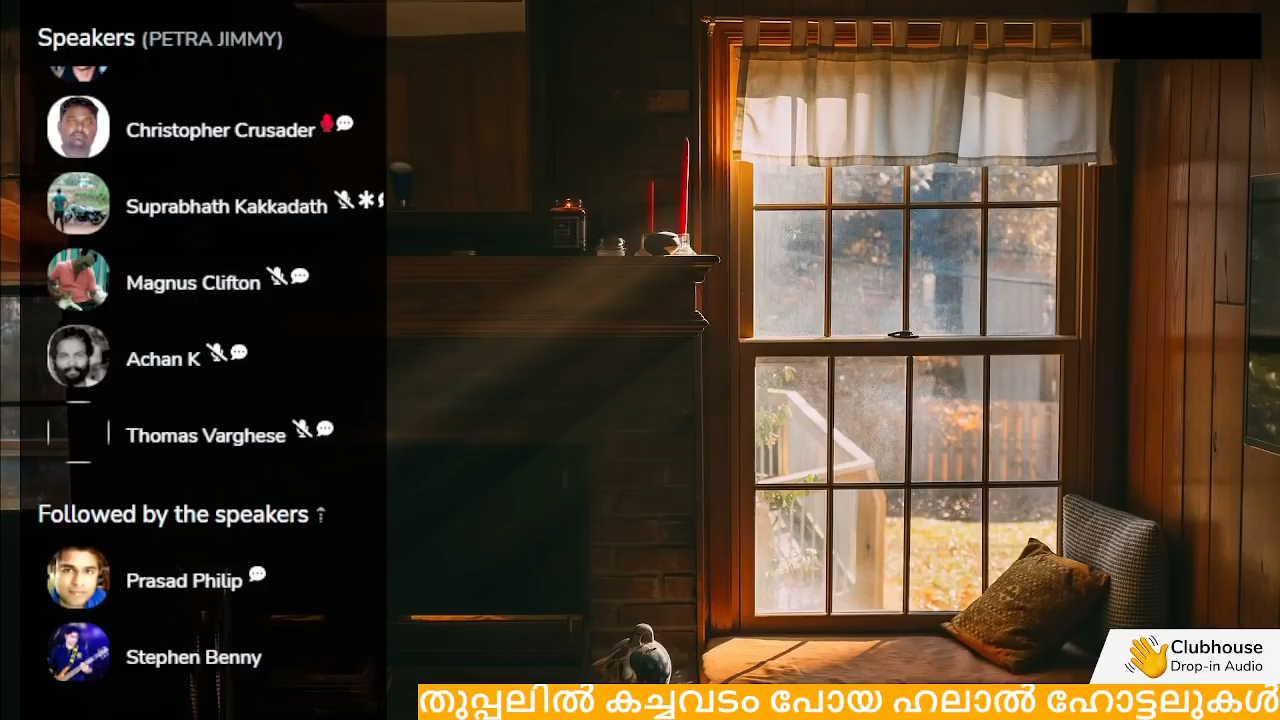 Speakers (PETRA JIMMY)
Christopher Crusader
Suprabhath Kakkadath
Magnus Clifton
Achan K
Thomas Varghese
Followed by the speakers
Prasad Philip
Stephen Benny
Clubhouse
Drop-in Audio
തുപ്പലിൽ കച്ചവടം പോയ ഹലാൽ ഹോട്ടലുകൾ